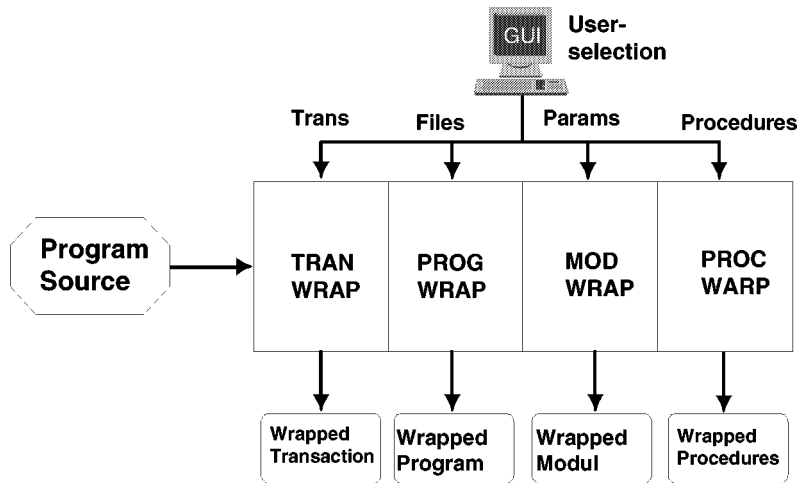 GUI
User-
selection
Trans Files Params Procedures
Program
Source
TRAN
WRAP
PROG
WRAP
MOD
WRAP
PROC
WARP
Wrapped
Transaction
Wrapped
Program
Wrapped
Modul
Wrapped
Procedures